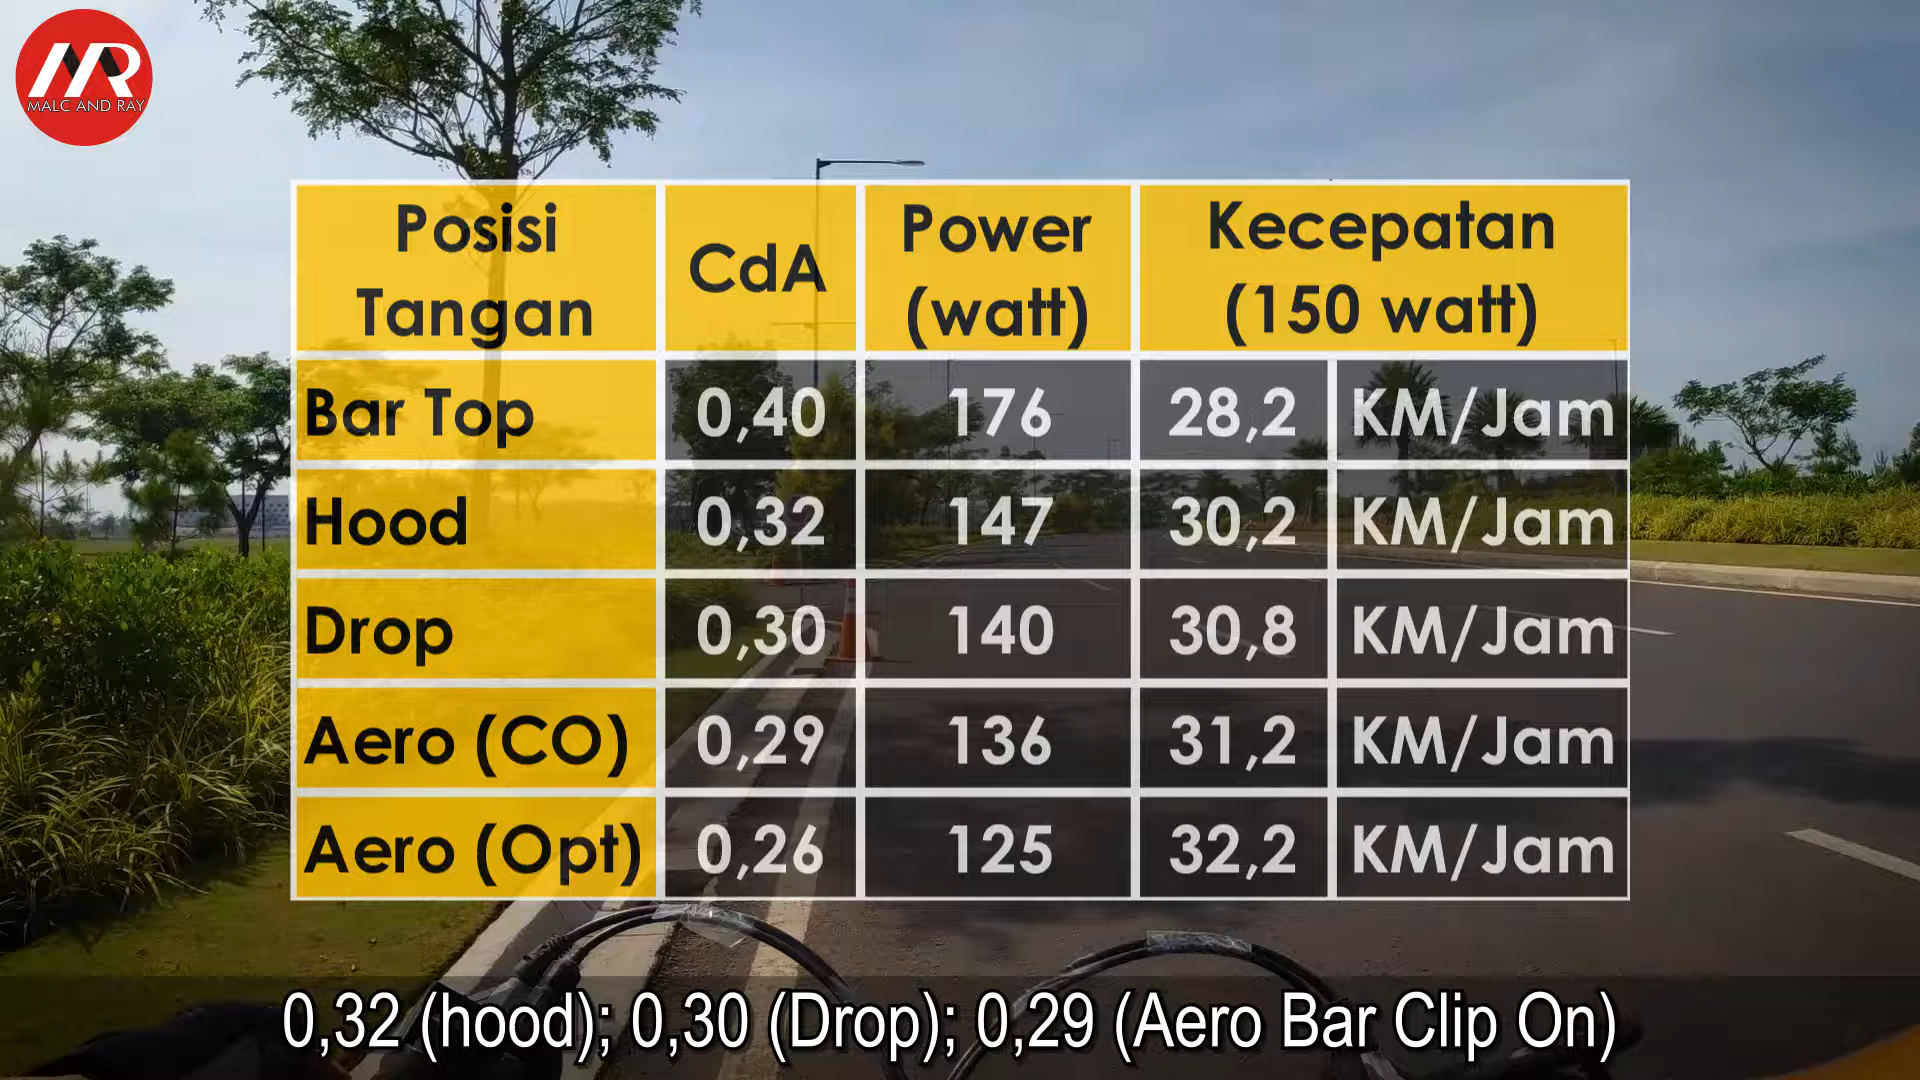 MR
MALC AND RAY
Posisi Tangan CdA Power (watt) Kecepatan (150 watt)
Bar Top 0,40 176 28,2 KM/Jam
Hood 0,32 147 30,2 KM/Jam
Drop 0,30 140 30,8 KM/Jam
Aero (CO) 0,29 136 31,2 KM/Jam
Aero (Opt) 0,26 125 32,2 KM/Jam
0,32 (hood); 0,30 (Drop); 0,29 (Aero Bar Clip On)